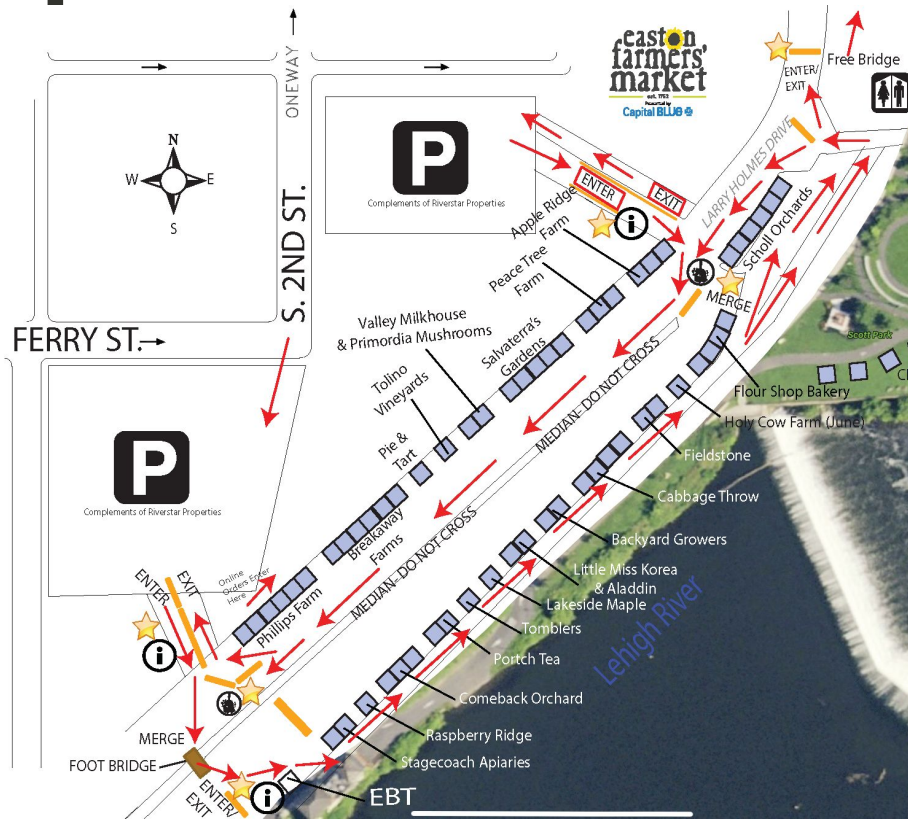 ONEWAY
easton
farmers'
market
est. 1752
Presented by
Capital BLUE
Free Bridge
ENTER/
EXIT
LARRY HOLMES DRIVE
N
W
E
S
P
Complements of Riverstar Properties
ENTER
EXIT
i
Apple Ridge
Farm
Scholl Orchards
Peace Tree
Farm
MERGE
S. 2ND ST.
FERRY ST.
Valley Milkhouse
& Primordia Mushrooms
Salvaterra's
Gardens
Tolino
Vineyards
Pie &
Tart
MEDIAN- DO NOT CROSS
Scott Park
Flour Shop Bakery
Holy Cow Farm (June)
Fieldstone
Cabbage Throw
Backyard Growers
Little Miss Korea
& Aladdin
Lakeside Maple
Tomblers
Portch Tea
Comeback Orchard
Raspberry Ridge
Stagecoach Apiaries
Lehigh River
P
Complements of Riverstar Properties
Breakaway
Farms
MEDIAN- DO NOT CROSS
Online
Orders Enter
Here
Phillips Farm
ENTER
EXIT
i
MERGE
FOOT BRIDGE
ENTER/
EXIT
i
EBT